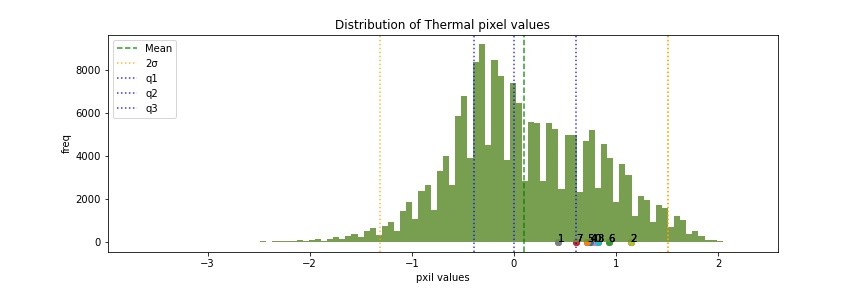 Distribution of Thermal pixel values
Mean
2σ
q1
q2
q3
freq
8000
6000
4000
2000
0
1 7 6 2
−3 −2 −1 0 1 2
pxil values